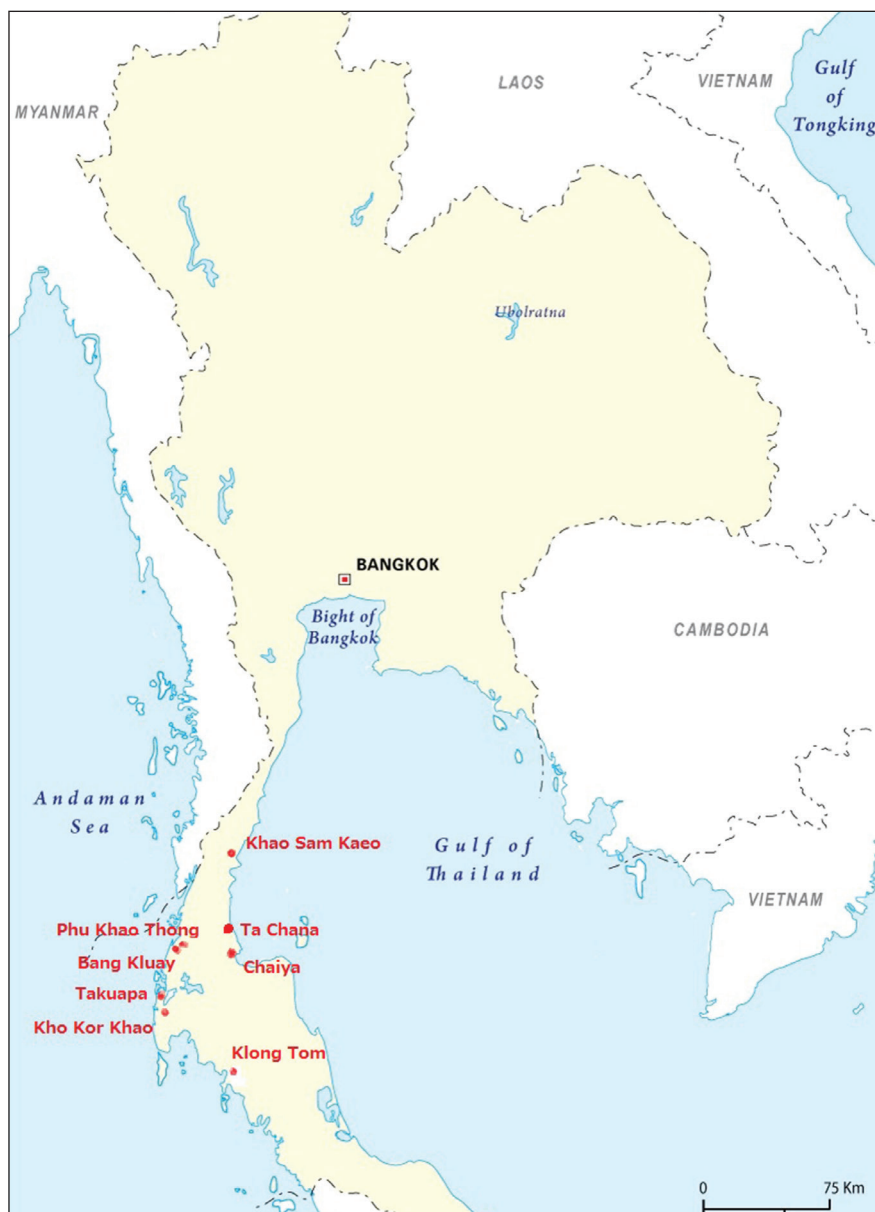 LAOS
VIETNAM
Gulf
of
Tongking
MYANMAR
Ubolratna
BANGKOK
Bight of
Bangkok
CAMBODIA
Andaman
Sea
Khao Sam Kaeo
Gulf of
Thailand
VIETNAM
Phu Khao Thong
Ta Chana
Bang Kluay
Chaiya
Takuapa
Kho Kor Khao
Klong Tom
0 75 Km